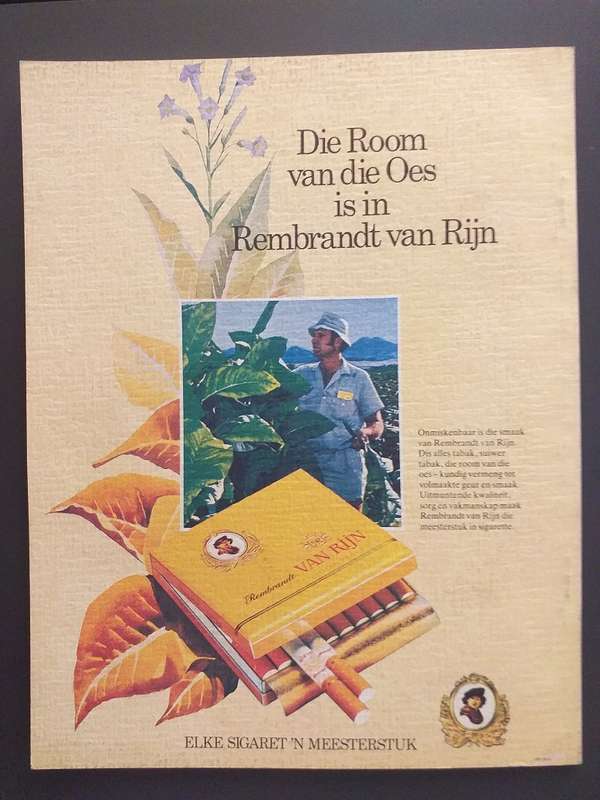 Die Room
van die Oes
is in
Rembrandt van Rijn
Onmiskenbaar is die smaak
van Rembrandt van Rijn.
Dis alles tabak, suiwer
tabak, die room van die
oes – kundig vermeng tot
volmaakte geur en smaak.
Uitmuntende kwaliteit,
sorg en vakmanskap maak
Rembrandt van Rijn die
meesterstuk in sigarette.
Rembrandt VAN RIJN
ELKE SIGARET 'N MEESTERSTUK